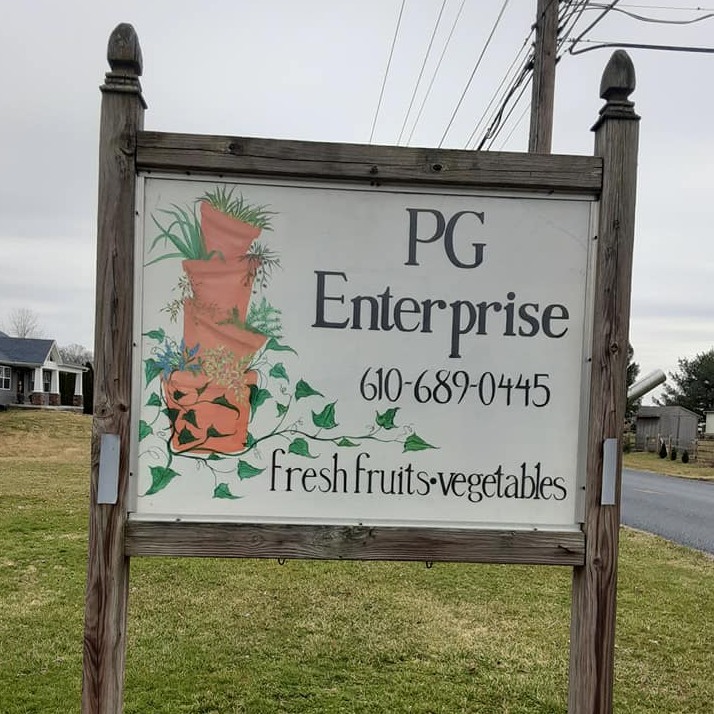 PG
Enterprise
610-689-0445
fresh fruits•vegetables